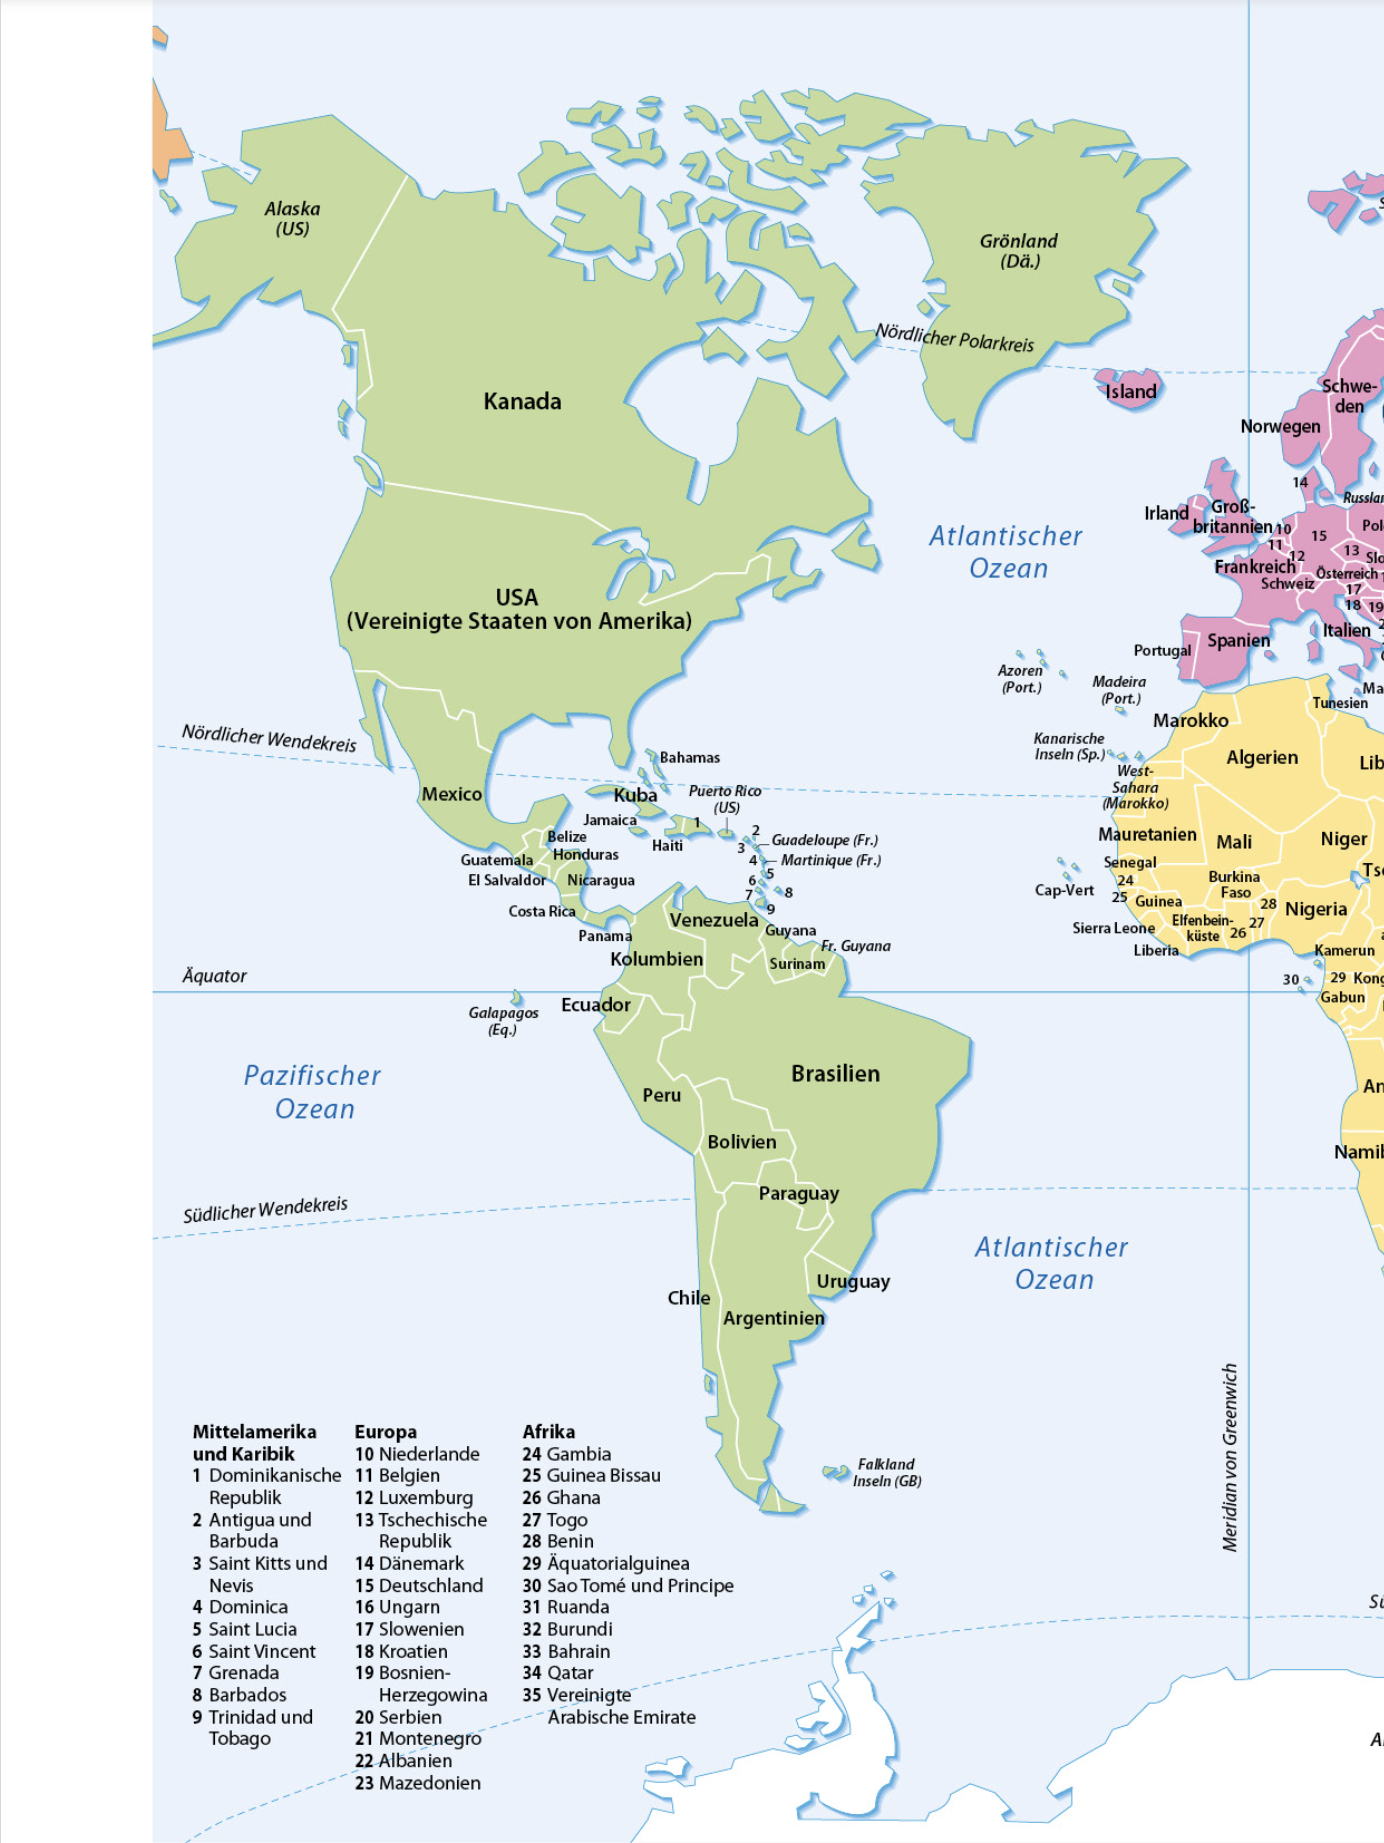 Alaska
(US)
Grönland
(Dä.)
Nördlicher Polarkreis
Kanada
Island
Schwe-
den
Norwegen
14
Russlan
Irland
Groß-
britannien
10
15
Pol
11
12
13
Slo
Frankreich
Österreich
Schweiz
17
18
19
Italien
Spanien
Portugal
Atlantischer
Ozean
USA
(Vereinigte Staaten von Amerika)
Azoren
(Port.)
Madeira
(Port.)
Ma
Tunesien
Marokko
Kanarische
Inseln (Sp.)
Algerien
Lib
West-
Sahara
(Marokko)
Nördlicher Wendekreis
Mexico
Bahamas
Kuba
Puerto Rico
(US)
Jamaica
1
2
Haiti
3
Guadeloupe (Fr.)
4
Martinique (Fr.)
5
6
7
8
9
Belize
Honduras
Guatemala
El Salvaldor
Nicaragua
Costa Rica
Panama
Mauretanien
Mali
Niger
Senegal
24
25
Tsc
Cap-Vert
Burkina
Faso
Guinea
28
Nigeria
Sierra Leone
Elfenbein-
küste
26
27
Liberia
Kamerun
30
29
Kong
Gabun
Venezuela
Guyana
Fr. Guyana
Kolumbien
Surinam
Äquator
Ecuador
Galapagos
(Eq.)
Pazifischer
Ozean
Brasilien
Peru
An
Bolivien
Namib
Paraguay
Südlicher Wendekreis
Atlantischer
Ozean
Uruguay
Chile
Argentinien
Meridian von Greenwich
Falkland
Inseln (GB)
Mittelamerika
und Karibik
1 Dominikanische
Republik
2 Antigua und
Barbuda
3 Saint Kitts und
Nevis
4 Dominica
5 Saint Lucia
6 Saint Vincent
7 Grenada
8 Barbados
9 Trinidad und
Tobago
Europa
10 Niederlande
11 Belgien
12 Luxemburg
13 Tschechische
Republik
14 Dänemark
15 Deutschland
16 Ungarn
17 Slowenien
18 Kroatien
19 Bosnien-
Herzegowina
20 Serbien
21 Montenegro
22 Albanien
23 Mazedonien
Afrika
24 Gambia
25 Guinea Bissau
26 Ghana
27 Togo
28 Benin
29 Äquatorialguinea
30 Sao Tomé und Principe
31 Ruanda
32 Burundi
33 Bahrain
34 Qatar
35 Vereinigte
Arabische Emirate
Sü